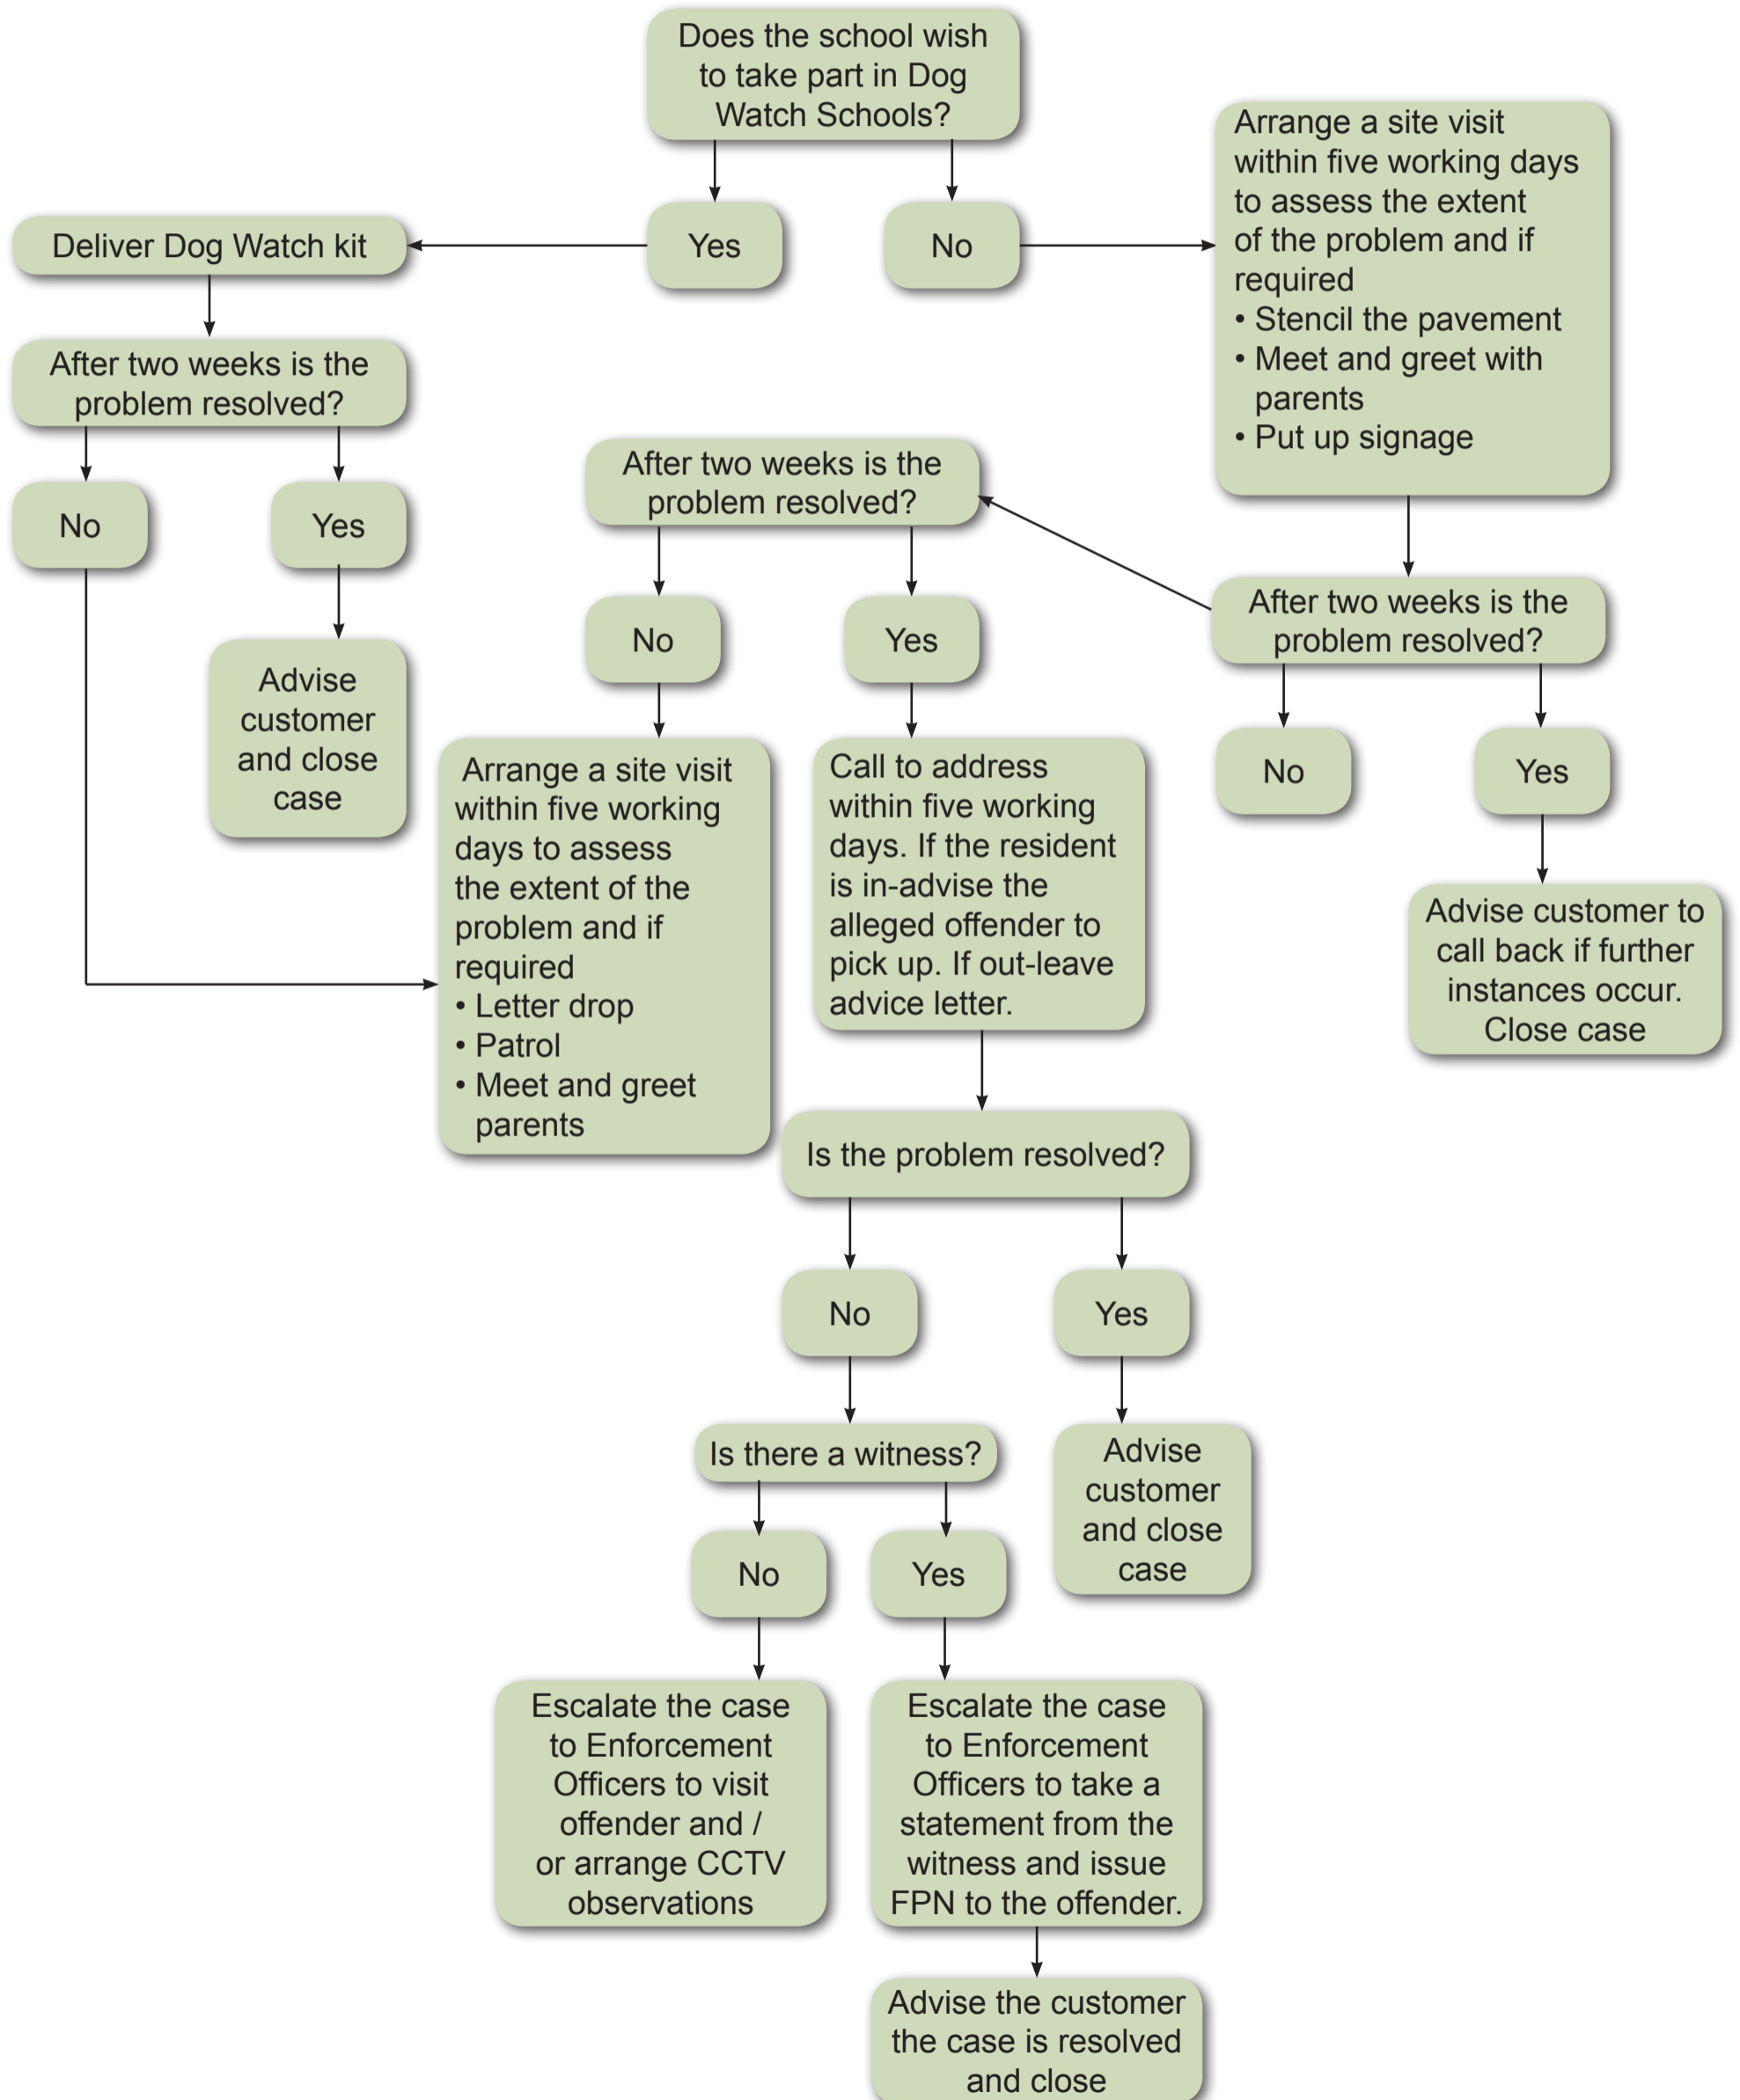 Does the school wish
to take part in Dog
Watch Schools?
Yes
No
Deliver Dog Watch kit
After two weeks is the
problem resolved?
No
Yes
Advise
customer
and close
case
Arrange a site visit
within five working days
to assess the extent
of the problem and if
required
• Stencil the pavement
• Meet and greet with
parents
• Put up signage
After two weeks is the
problem resolved?
No
Yes
Advise customer to
call back if further
instances occur.
Close case
After two weeks is the
problem resolved?
No
Yes
Arrange a site visit
within five working
days to assess
the extent of the
problem and if
required
• Letter drop
• Patrol
• Meet and greet
parents
Call to address
within five working
days. If the resident
is in-advise the
alleged offender to
pick up. If out-leave
advice letter.
Is the problem resolved?
No
Yes
Advise
customer
and close
case
Is there a witness?
No
Yes
Escalate the case
to Enforcement
Officers to visit
offender and /
or arrange CCTV
observations
Escalate the case
to Enforcement
Officers to take a
statement from the
witness and issue
FPN to the offender.
Advise the customer
the case is resolved
and close